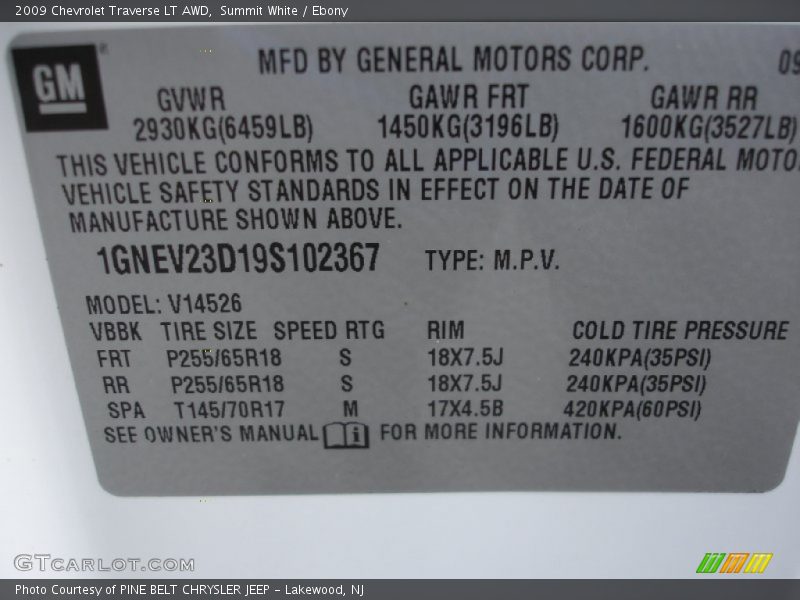 2009 Chevrolet Traverse LT AWD, Summit White / Ebony
GM
MFD BY GENERAL MOTORS CORP. 09
GVWR GAWR FRT GAWR RR
2930KG(6459LB) 1450KG(3196LB) 1600KG(3527LB)
THIS VEHICLE CONFORMS TO ALL APPLICABLE U.S. FEDERAL MOTO
VEHICLE SAFETY STANDARDS IN EFFECT ON THE DATE OF
MANUFACTURE SHOWN ABOVE.
1GNEV23D19S102367 TYPE: M.P.V.
MODEL: V14526
VBBK TIRE SIZE SPEED RTG RIM COLD TIRE PRESSURE
FRT P255/65R18 S 18X7.5J 240KPA(35PSI)
RR P255/65R18 S 18X7.5J 240KPA(35PSI)
SPA T145/70R17 M 17X4.5B 420KPA(60PSI)
SEE OWNER'S MANUAL FOR MORE INFORMATION.
GTCARLOT.COM
Photo Courtesy of PINE BELT CHRYSLER JEEP - Lakewood, NJ